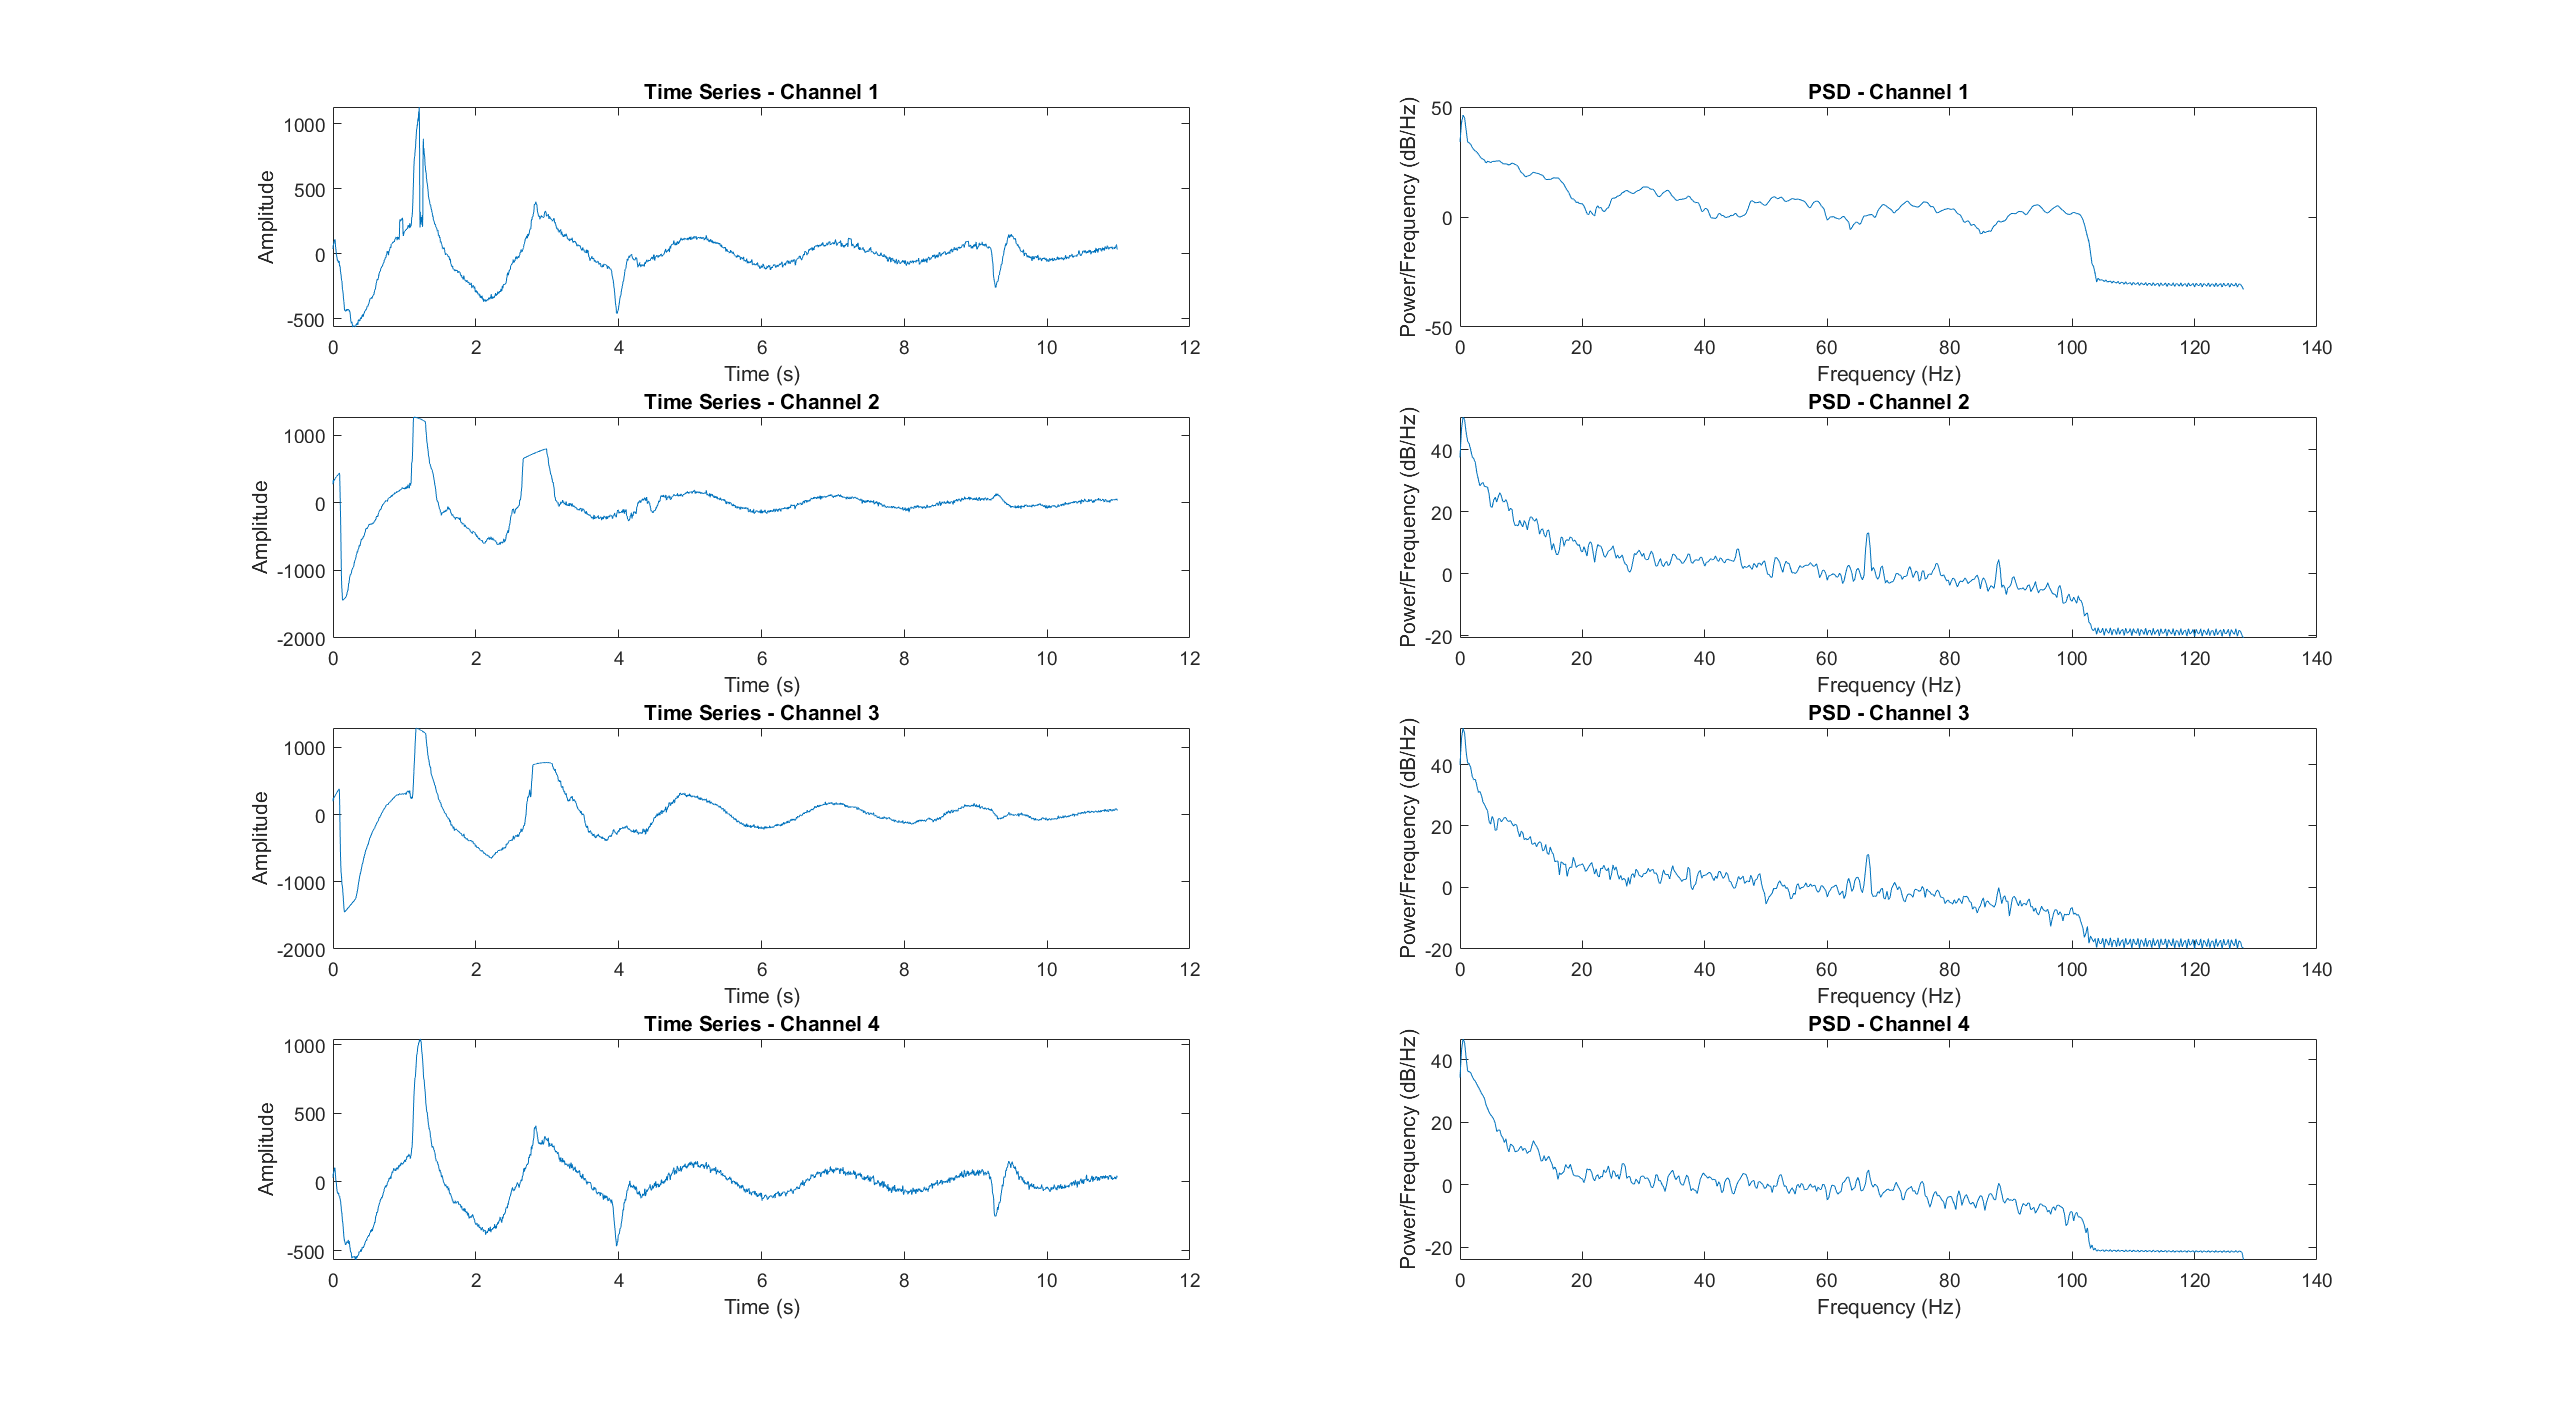 Time Series - Channel 1
1000
500
0
-500
Amplitude
0 2 4 6 8 10 12
Time (s)
PSD - Channel 1
50
0
-50
Power/Frequency (dB/Hz)
0 20 40 60 80 100 120 140
Frequency (Hz)
Time Series - Channel 2
1000
0
-1000
-2000
Amplitude
0 2 4 6 8 10 12
Time (s)
PSD - Channel 2
40
20
0
-20
Power/Frequency (dB/Hz)
0 20 40 60 80 100 120 140
Frequency (Hz)
Time Series - Channel 3
1000
0
-1000
-2000
Amplitude
0 2 4 6 8 10 12
Time (s)
PSD - Channel 3
40
20
0
-20
Power/Frequency (dB/Hz)
0 20 40 60 80 100 120 140
Frequency (Hz)
Time Series - Channel 4
1000
500
0
-500
Amplitude
0 2 4 6 8 10 12
Time (s)
PSD - Channel 4
40
20
0
-20
Power/Frequency (dB/Hz)
0 20 40 60 80 100 120 140
Frequency (Hz)